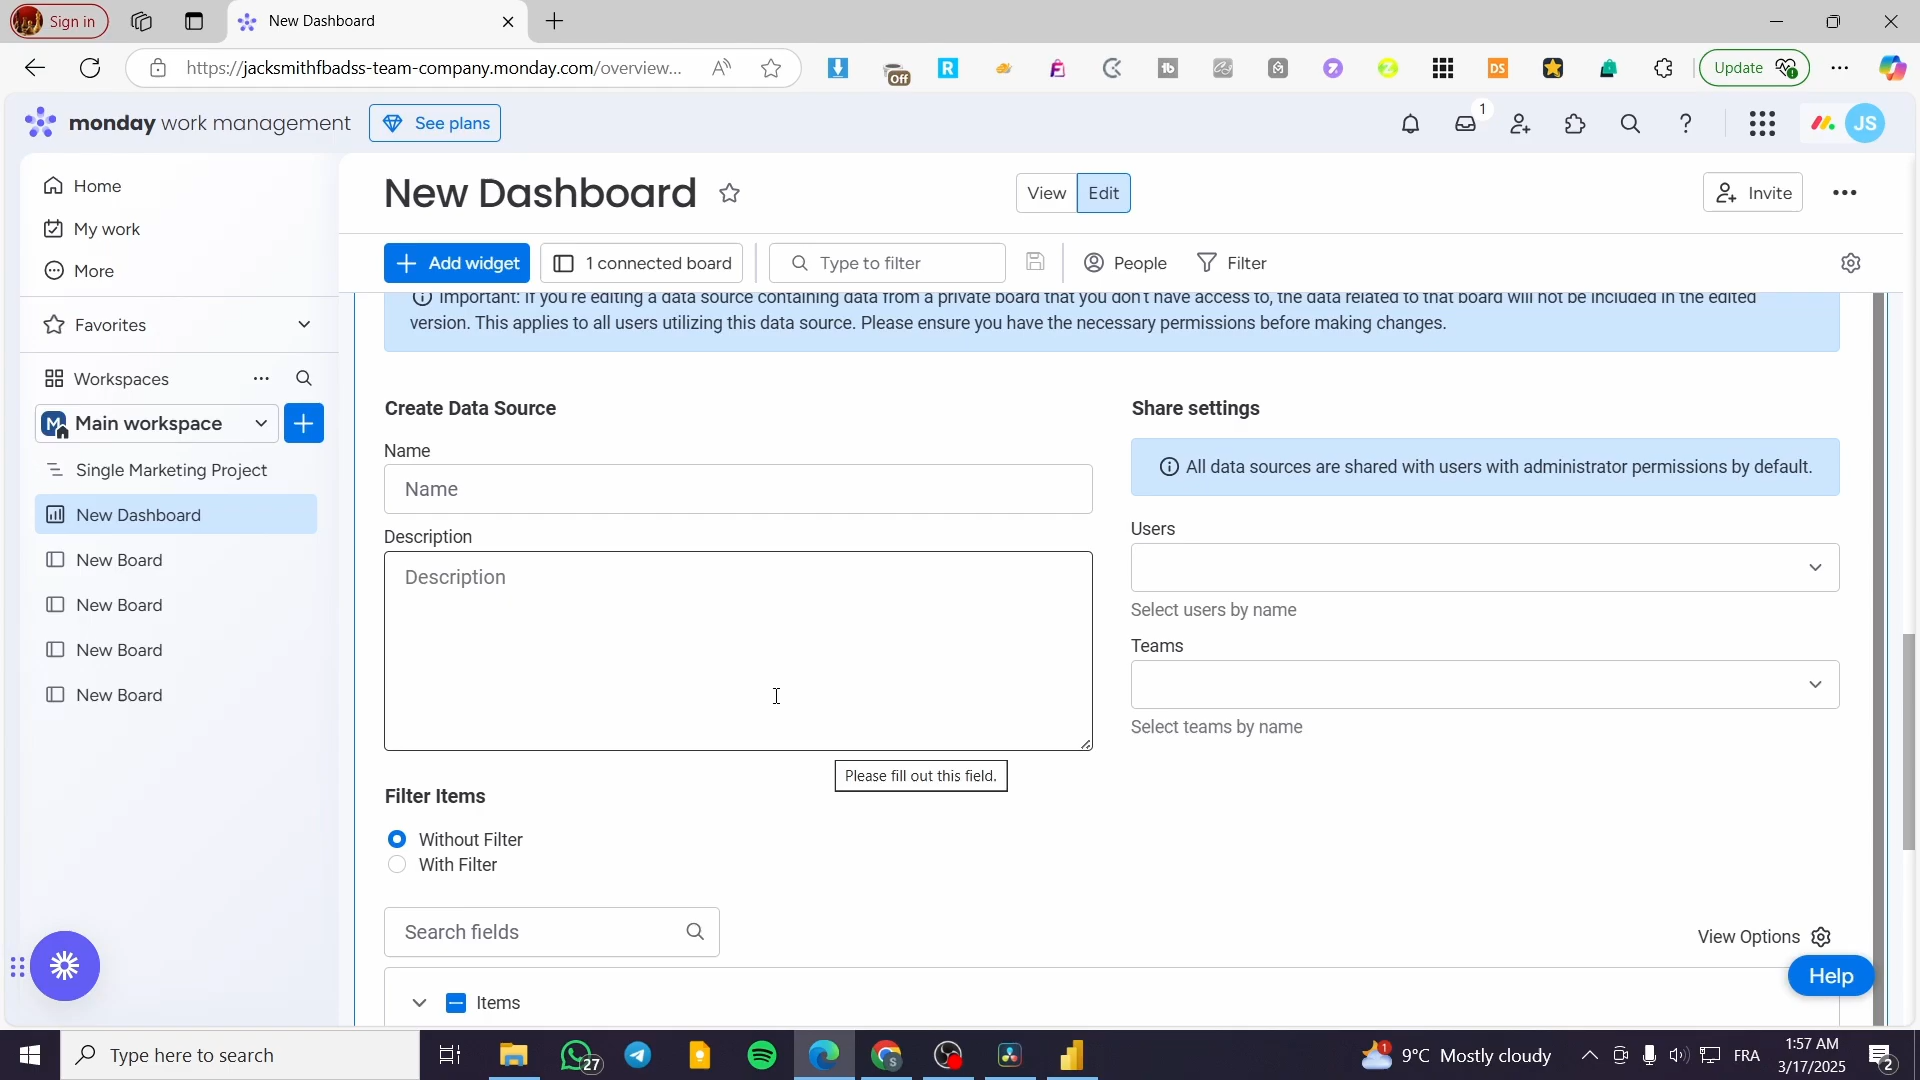 Sign in
New Dashboard
https://jacksmithfbadss-team-company.monday.com/overview...
Off
Update
monday work management
See plans
1
JS
Home
My work
More
Favorites
Workspaces
Main workspace
Single Marketing Project
New Dashboard
New Board
New Board
New Board
New Board
New Dashboard
View
Edit
Invite
Add widget
1 connected board
Type to filter
People
Filter
Important: If you're editing a data source containing data from a private board that you don't have access to, the data related to that board will not be included in the edited
version. This applies to all users utilizing this data source. Please ensure you have the necessary permissions before making changes.
Create Data Source
Name
Name
Description
Description
Please fill out this field.
Share settings
All data sources are shared with users with administrator permissions by default.
Users
Select users by name
Teams
Select teams by name
Filter Items
Without Filter
With Filter
Search fields
View Options
Items
Help
Type here to search
27
1
9°C Mostly cloudy
FRA
1:57 AM
3/17/2025
2